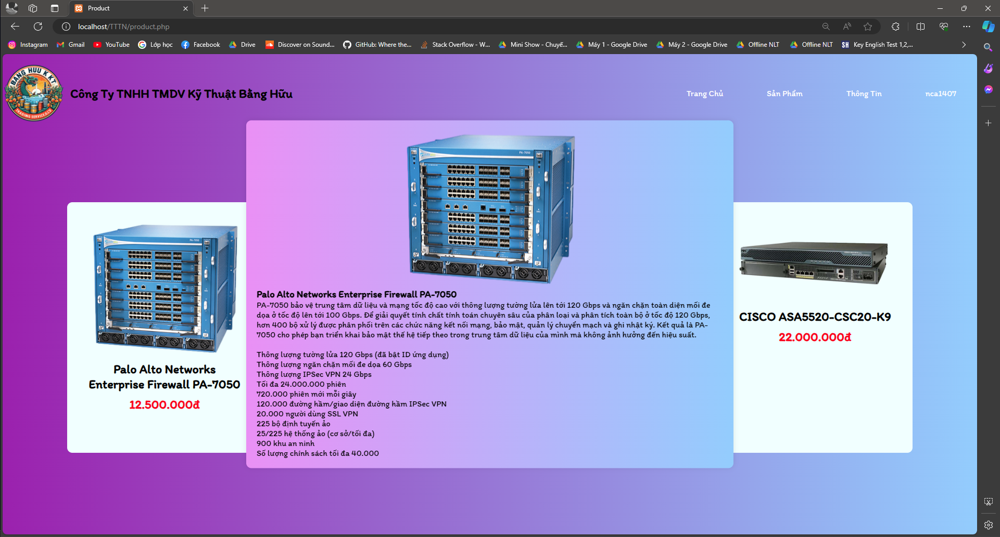 Product
localhost/TTTN/product.php
Instagram
Gmail
YouTube
Lớp học
Facebook
Drive
Discover on Sound...
GitHub: Where the...
Stack Overflow - W...
Mini Show - Chuyể...
Máy 1 - Google Drive
Máy 2 - Google Drive
Offline NLT
Offline NLT
SH
Key English Test 1,2,...
BANG HUU K KT
TRADING SERVICE
Công Ty TNHH TMDV Kỹ Thuật Bằng Hữu
Trang Chủ
Sản Phẩm
Thông Tin
nca1407
PA-7050
Palo Alto Networks
Enterprise Firewall PA-7050
12.500.000đ
PA-7050
Palo Alto Networks Enterprise Firewall PA-7050
PA-7050 bảo vệ trung tâm dữ liệu và mạng tốc độ cao với thông lượng tường lửa lên tới 120 Gbps và ngăn chặn toàn diện mối đe
dọa ở tốc độ lên tới 100 Gbps. Để giải quyết tính chất tính toán chuyên sâu của phân loại và phân tích toàn bộ ở tốc độ 120 Gbps,
hơn 400 bộ xử lý được phân phối trên các chức năng kết nối mạng, bảo mật, quản lý chuyển mạch và ghi nhật ký. Kết quả là PA-
7050 cho phép bạn triển khai bảo mật thế hệ tiếp theo trong trung tâm dữ liệu của mình mà không ảnh hưởng đến hiệu suất.
Thông lượng tường lửa 120 Gbps (đã bật ID ứng dụng)
Thông lượng ngăn chặn mối đe dọa 60 Gbps
Thông lượng IPSec VPN 24 Gbps
Tối đa 24.000.000 phiên
720.000 phiên mới mỗi giây
120.000 đường hầm/giao diện đường hầm IPSec VPN
20.000 người dùng SSL VPN
225 bộ định tuyến ảo
25/225 hệ thống ảo (cơ sở/tối đa)
900 khu an ninh
Số lượng chính sách tối đa 40.000
CISCO ASA5520-CSC20-K9
22.000.000đ